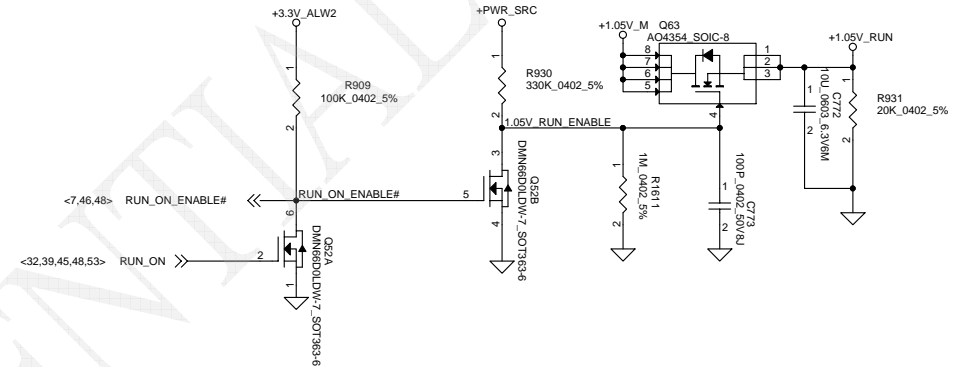 +3.3V_ALW2
1
R909
100K_0402_5%
2
<7,46,48> RUN_ON_ENABLE#
RUN_ON_ENABLE#
6
<32,39,45,48,53> RUN_ON
2
1
Q52A
DMN66D0LDW-7_SOT363-6
+PWR_SRC
1
R930
330K_0402_5%
2
1.05V_RUN_ENABLE
3
5
4
Q52B
DMN66D0LDW-7_SOT363-6
1
R1611
1M_0402_5%
2
1
C773
100P_0402_50V8J
2
+1.05V_M
Q63
AO4354_SOIC-8
8
7
6
5
1
2
3
4
+1.05V_RUN
1
C772
10U_0603_6.3V6M
2
1
R931
20K_0402_5%
2
ENTIAL